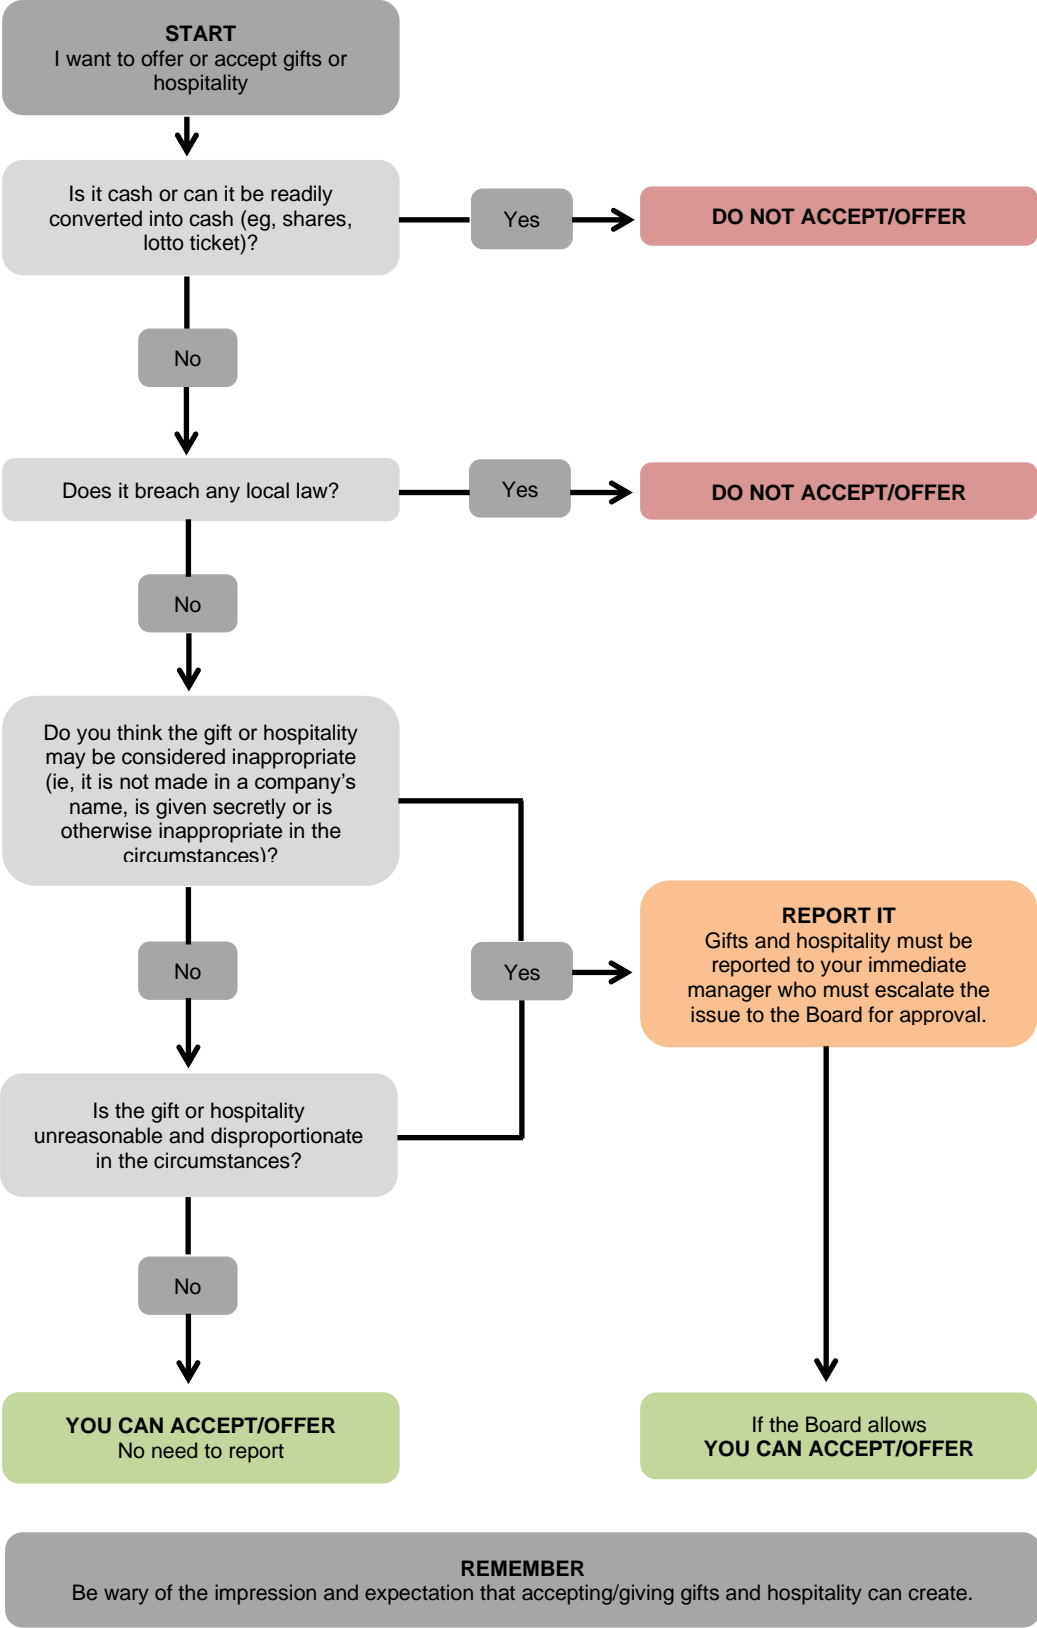 START
I want to offer or accept gifts or
hospitality
Is it cash or can it be readily
converted into cash (eg, shares,
lotto ticket)?
Yes
DO NOT ACCEPT/OFFER
No
Does it breach any local law?
Yes
DO NOT ACCEPT/OFFER
No
Do you think the gift or hospitality
may be considered inappropriate
(ie, it is not made in a company’s
name, is given secretly or is
otherwise inappropriate in the
circumstances)?
No
Yes
REPORT IT
Gifts and hospitality must be
reported to your immediate
manager who must escalate the
issue to the Board for approval.
Is the gift or hospitality
unreasonable and disproportionate
in the circumstances?
No
YOU CAN ACCEPT/OFFER
No need to report
If the Board allows
YOU CAN ACCEPT/OFFER
REMEMBER
Be wary of the impression and expectation that accepting/giving gifts and hospitality can create.